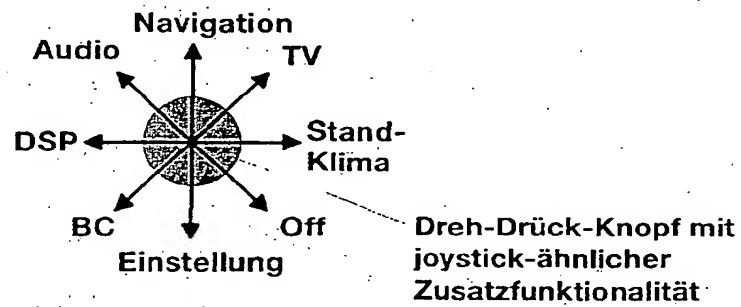 Navigation
Audio
TV
DSP
Stand-
Klima
BC
Off
Einstellung
Dreh-Drück-Knopf mit
joystick-ähnlicher
Zusatzfunktionalität